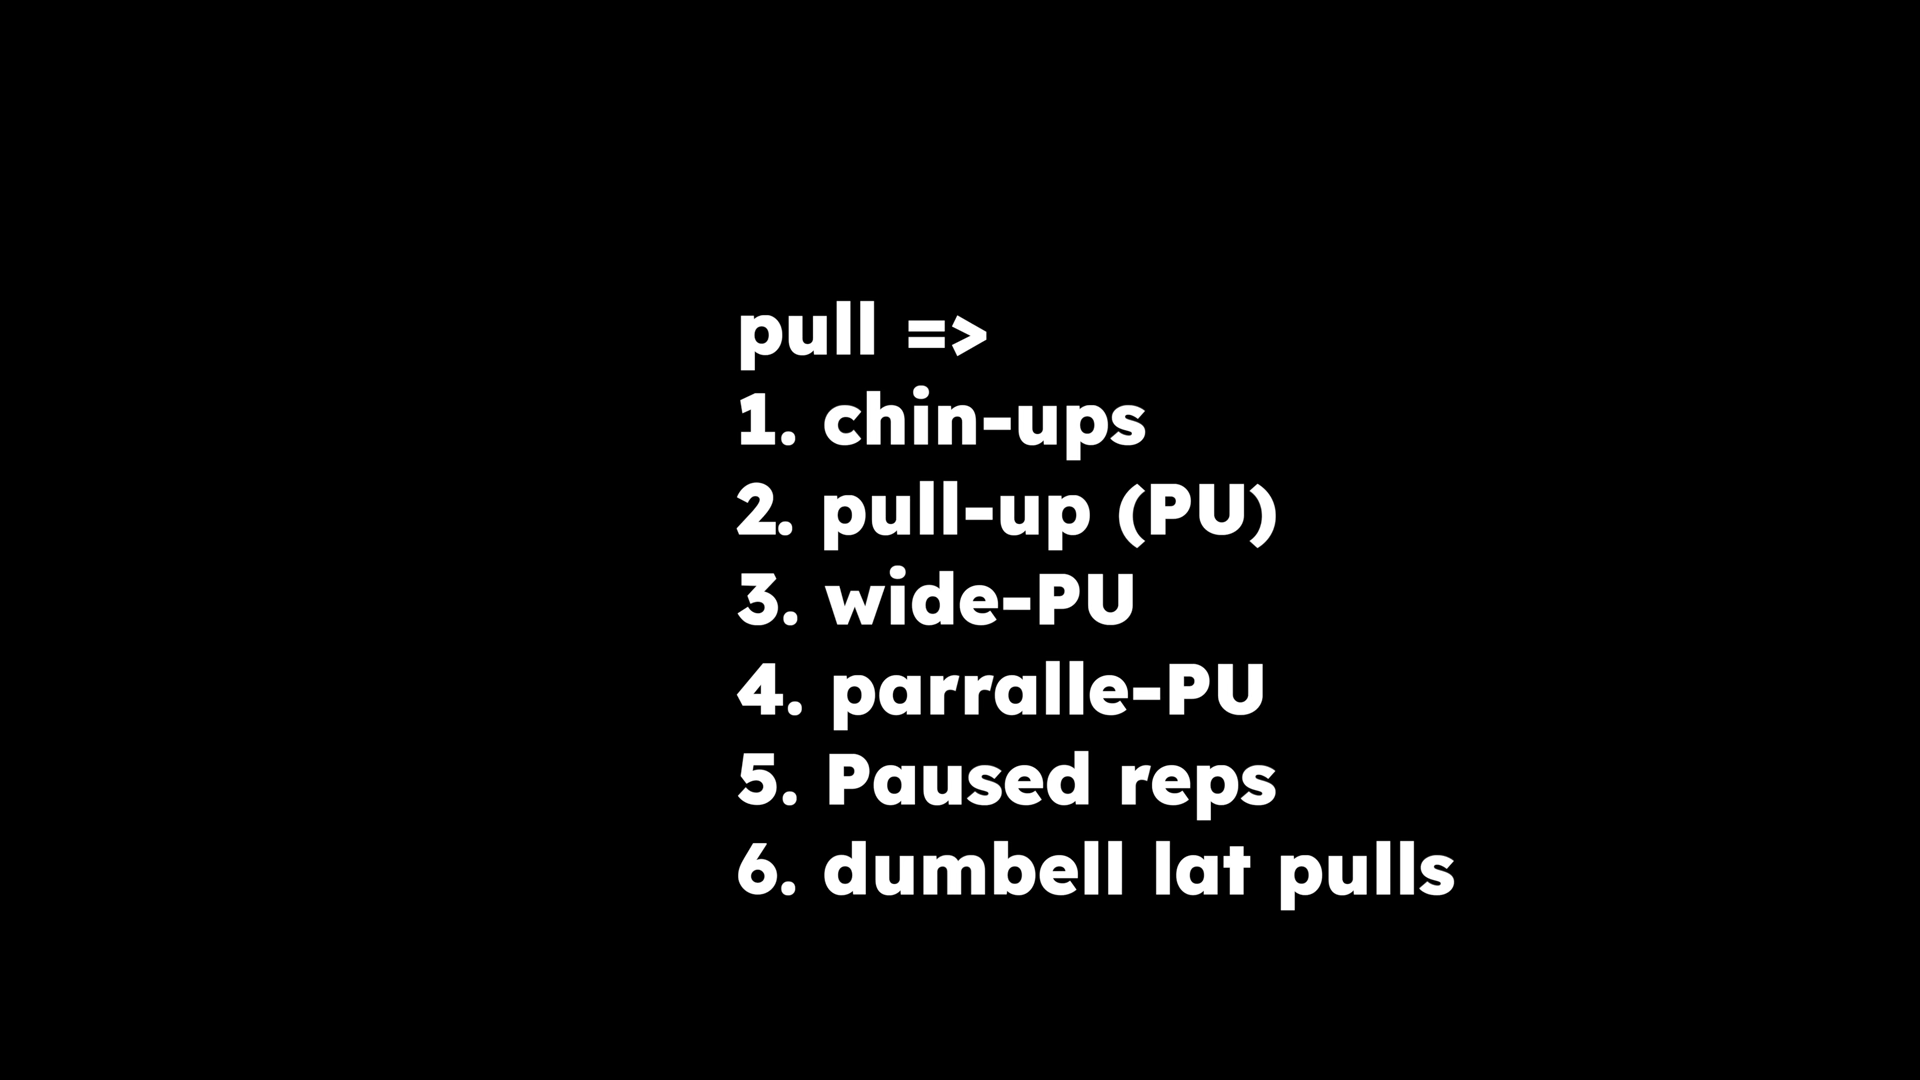 pull =>
1. chin-ups
2. pull-up (PU)
3. wide-PU
4. parralle-PU
5. Paused reps
6. dumbell lat pulls